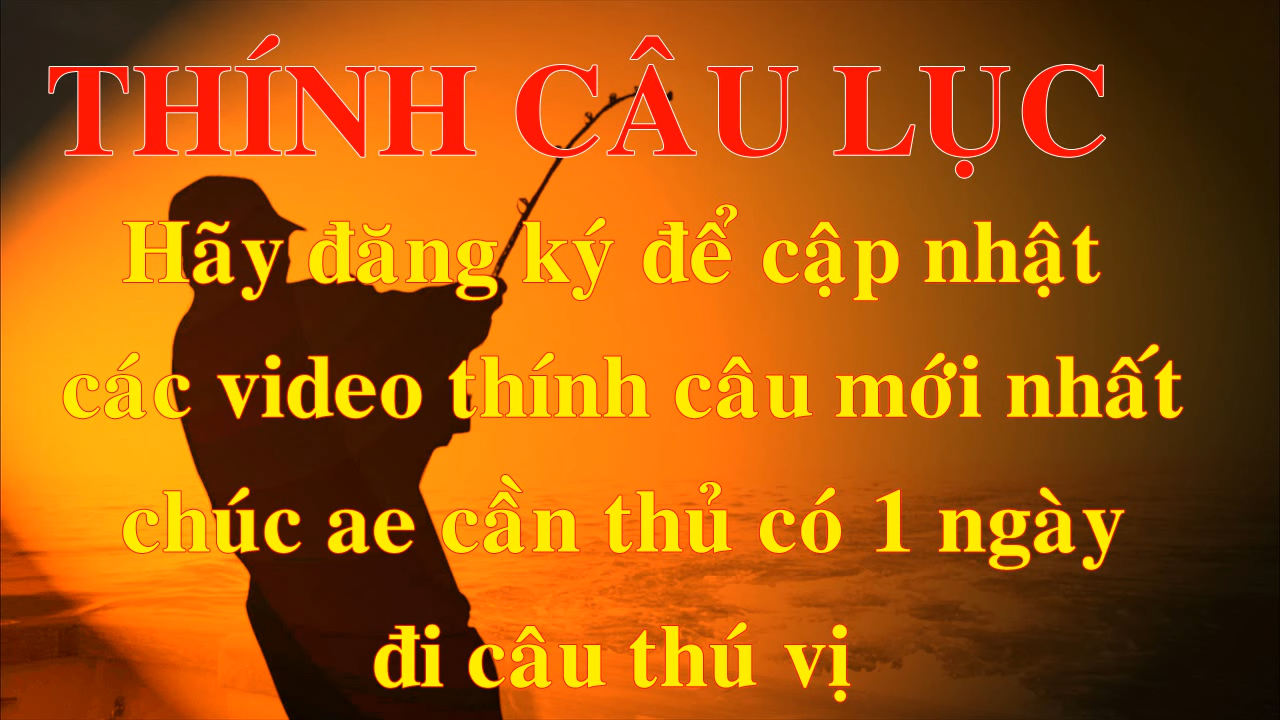 THÍNH CÂU LỤC
Hãy đăng ký để cập nhật
các video thính câu mới nhất
chúc ae cần thủ có 1 ngày
đi câu thú vị